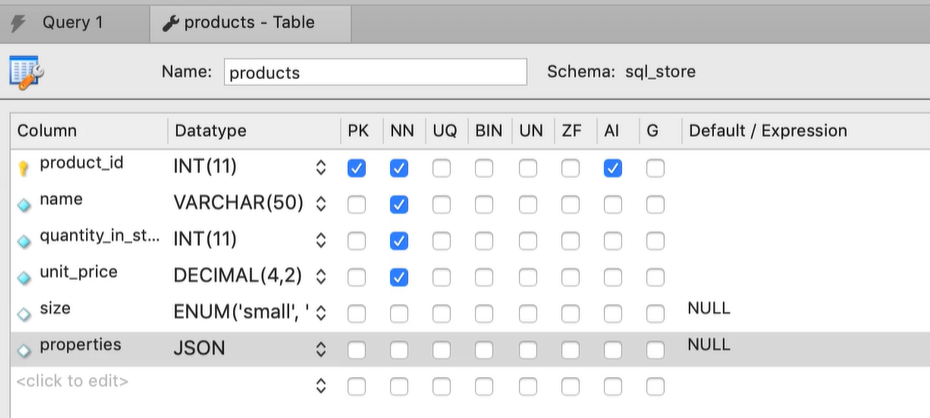 Query 1
products - Table
Name: products Schema: sql_store
Column Datatype PK NN UQ BIN UN ZF AI G Default / Expression
product_id INT(11)
name VARCHAR(50)
quantity_in_st... INT(11)
unit_price DECIMAL(4,2)
size ENUM('small', ' NULL
properties JSON NULL
<click to edit>